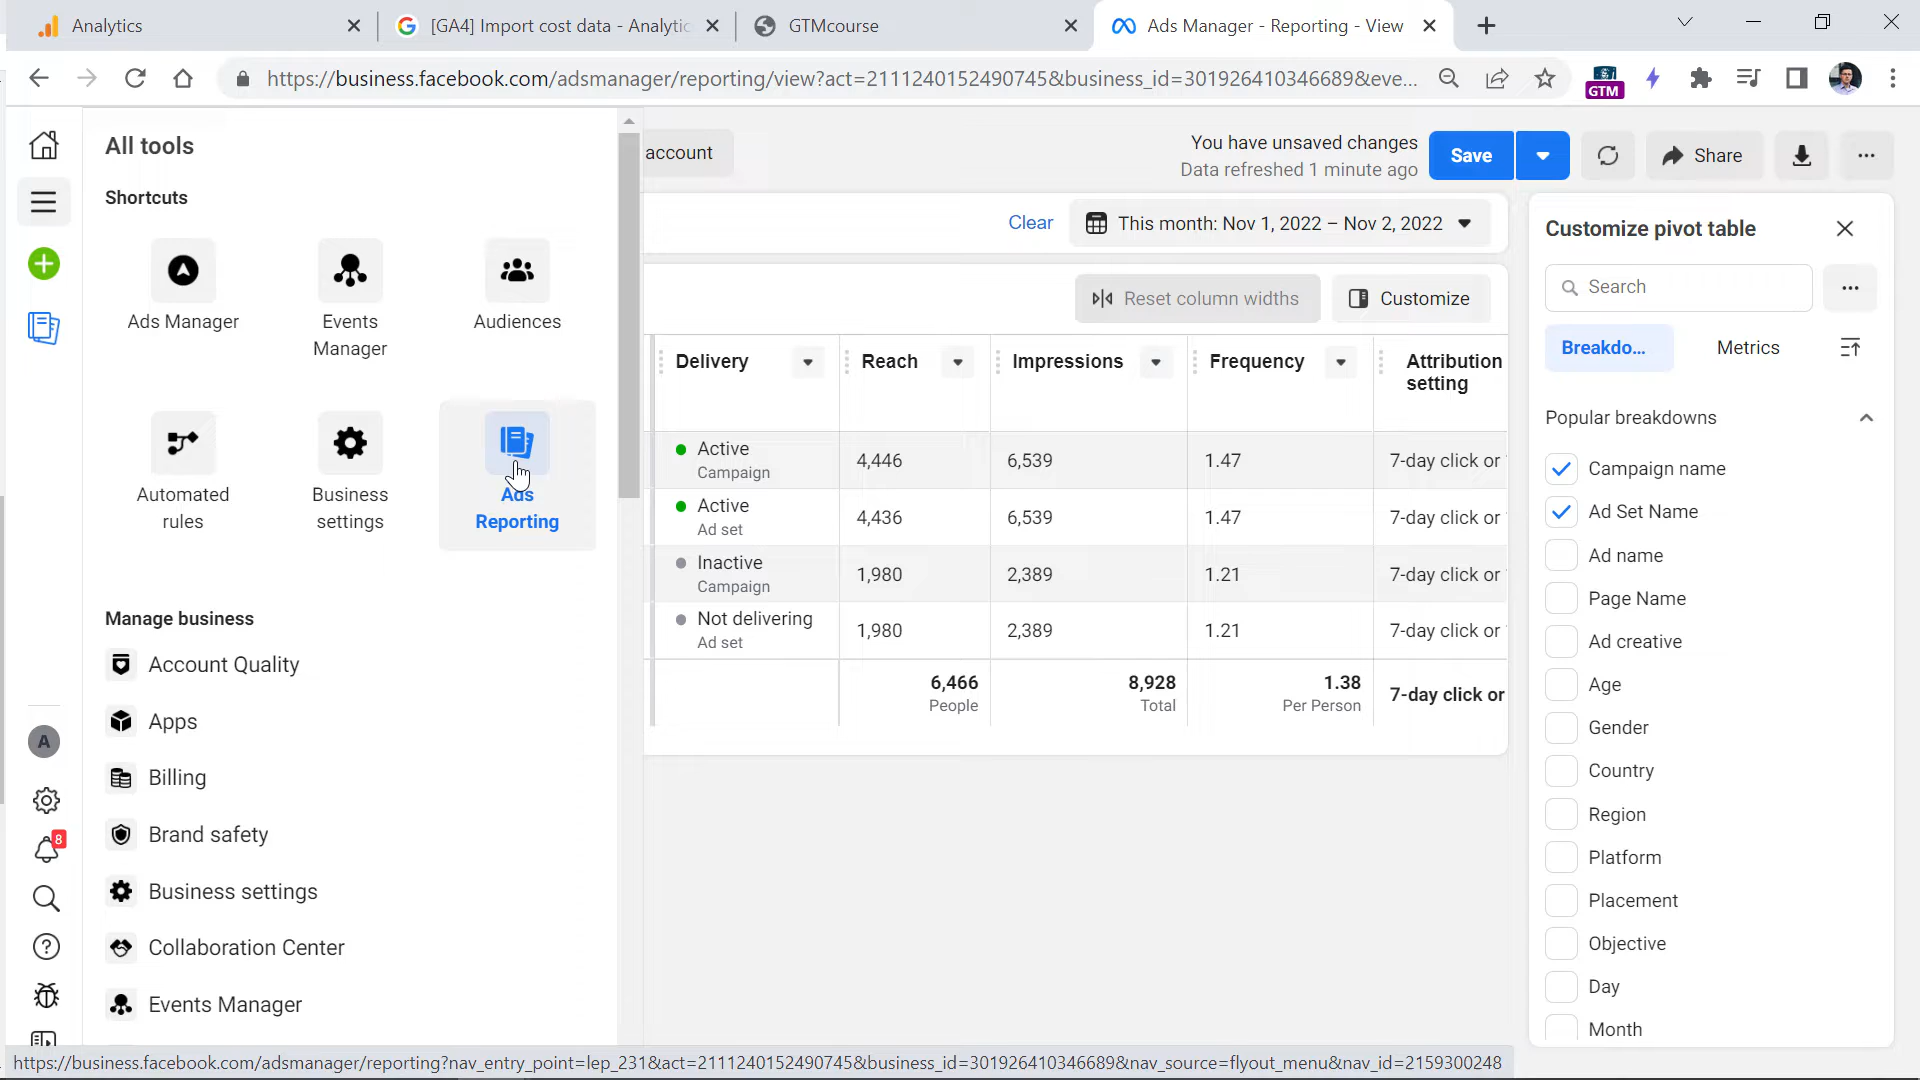 Analytics
[GA4] Import cost data - Analytic
GTMcourse
Ads Manager - Reporting - View
https://business.facebook.com/adsmanager/reporting/view?act=2111240152490745&business_id=301926410346689&eve...
GTM
All tools
Shortcuts
Ads Manager
Events
Manager
Audiences
Automated
rules
Business
settings
Ads
Reporting
Manage business
Account Quality
Apps
Billing
Brand safety
Business settings
Collaboration Center
Events Manager
A
8
account
You have unsaved changes
Data refreshed 1 minute ago
Save
Share
Clear
This month: Nov 1, 2022 – Nov 2, 2022
Reset column widths
Customize
Delivery
Reach
Impressions
Frequency
Attribution
setting
Active
Campaign
4,446
6,539
1.47
7-day click or
Active
Ad set
4,436
6,539
1.47
7-day click or
Inactive
Campaign
1,980
2,389
1.21
7-day click or
Not delivering
Ad set
1,980
2,389
1.21
7-day click or
6,466
People
8,928
Total
1.38
Per Person
7-day click or
Customize pivot table
Search
Breakdo...
Metrics
Popular breakdowns
Campaign name
Ad Set Name
Ad name
Page Name
Ad creative
Age
Gender
Country
Region
Platform
Placement
Objective
Day
Month
https://business.facebook.com/adsmanager/reporting?nav_entry_point=lep_231&act=2111240152490745&business_id=301926410346689&nav_source=flyout_menu&nav_id=2159300248